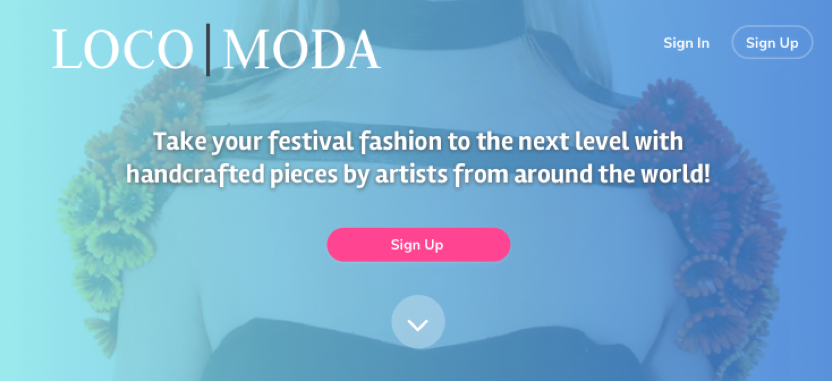 LOCO|MODA
Sign In
Sign Up
Take your festival fashion to the next level with
handcrafted pieces by artists from around the world!
Sign Up